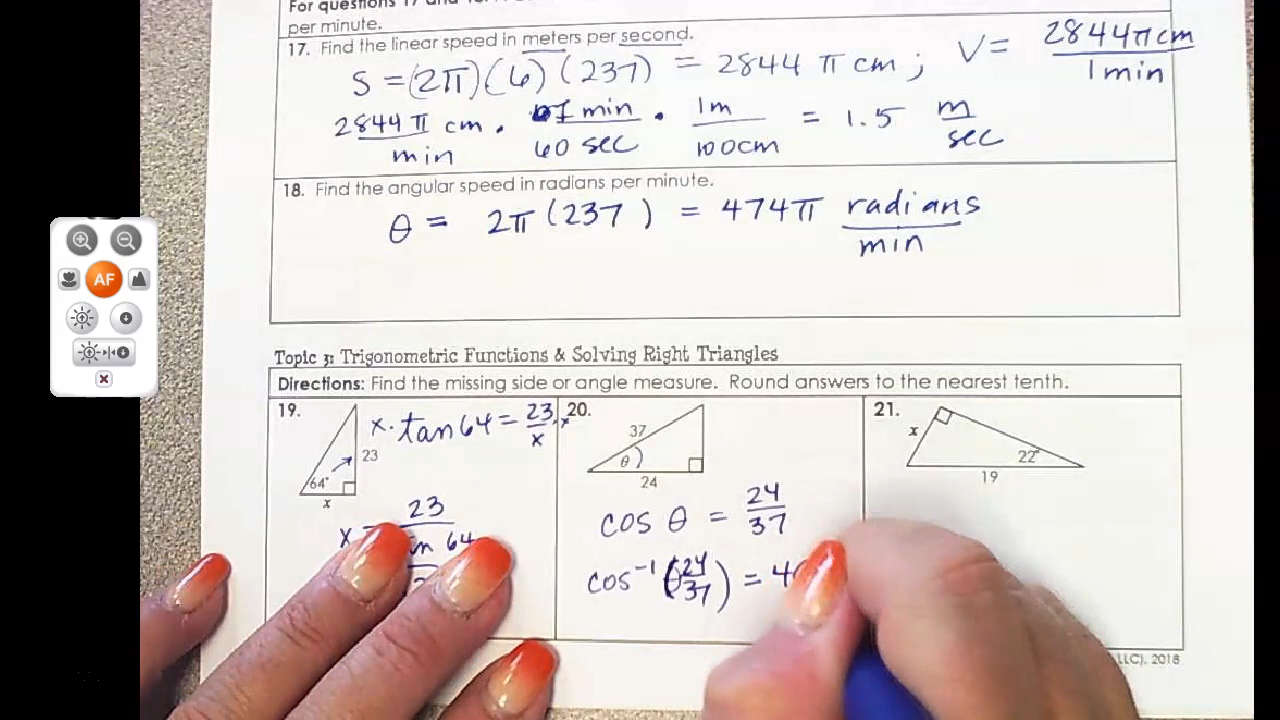 For questions 17 and
per minute.
17. Find the linear speed in meters per second.
S = (2π)(6)(237) = 2844 π cm ; V = 2844π cm
1 min
2844 π cm · 1 min · 1m = 1.5 m
min 60 sec 100cm sec
18. Find the angular speed in radians per minute.
θ = 2π (237) = 474π radians
min
Topic 3: Trigonometric Functions & Solving Right Triangles
Directions: Find the missing side or angle measure. Round answers to the nearest tenth.
19.
x · tan 64 = 23 · x
x
23
64°
x
x = 23
64
20.
37
θ
24
cos θ = 24
37
cos⁻¹ (24
37) = 4
21.
x
22°
19
LLC), 2018
AF